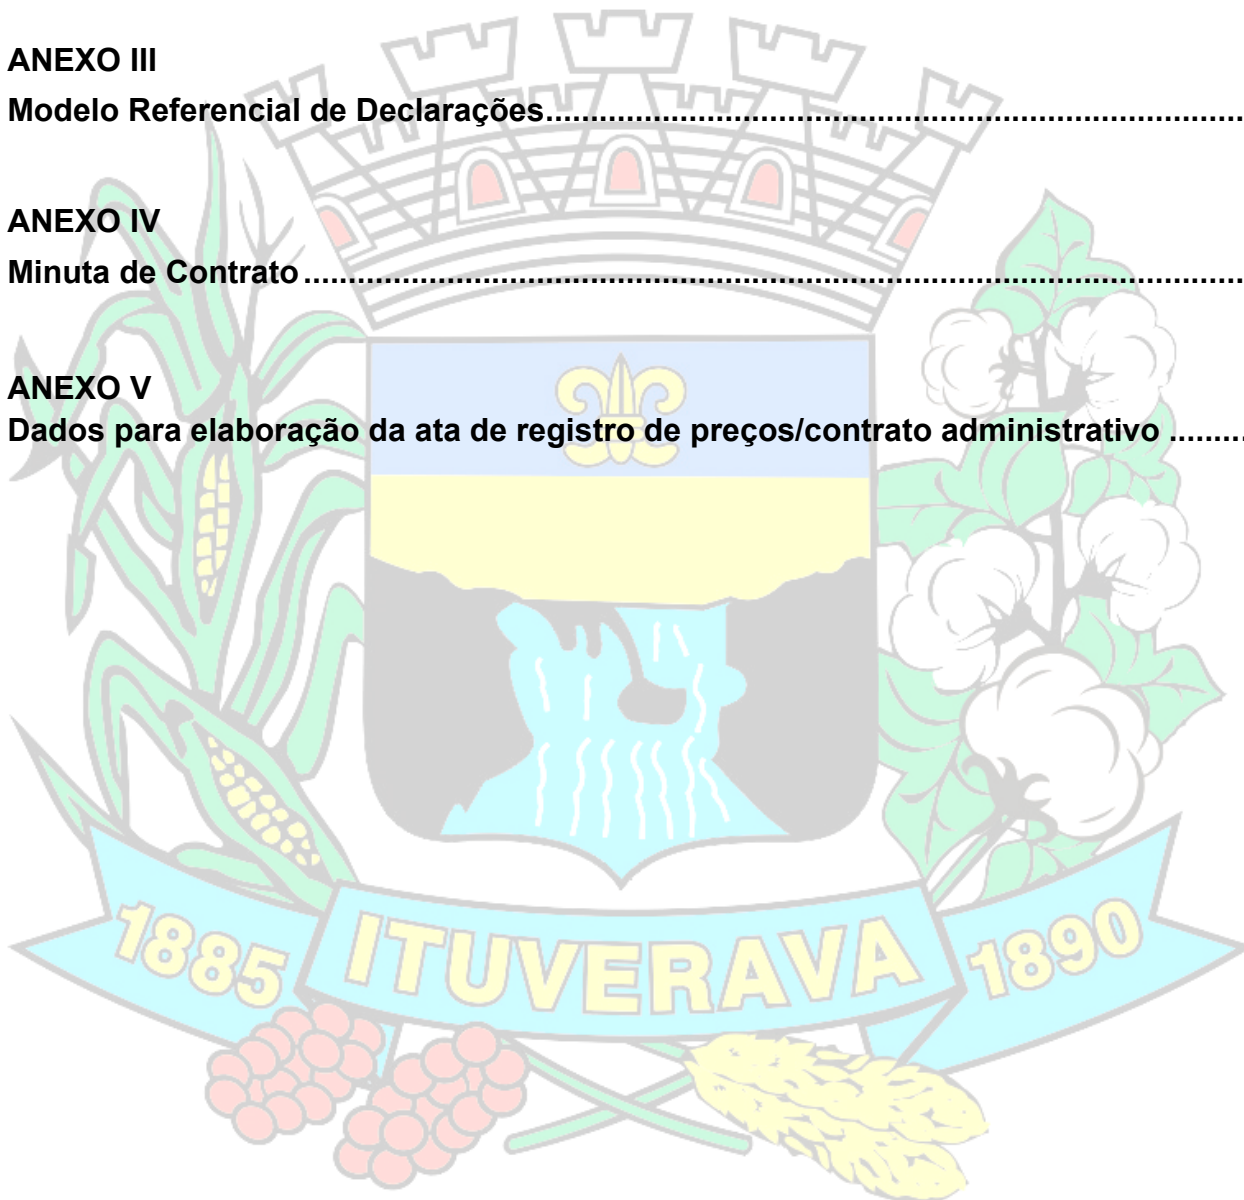 ANEXO III
Modelo Referencial de Declarações...............................................................................
ANEXO IV
Minuta de Contrato..........................................................................................................
ANEXO V
Dados para elaboração da ata de registro de preços/contrato administrativo .........
1885 ITUVERAVA 1890